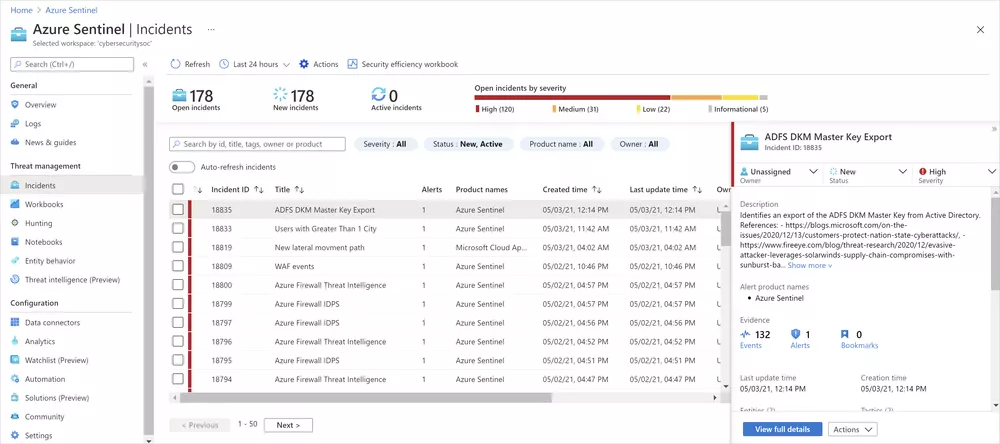 Home > Azure Sentinel
Azure Sentinel | Incidents ...
Selected workspace: 'cybersecuritysoc'
Search (Ctrl+/)
General
Overview
Logs
News & guides
Threat management
Incidents
Workbooks
Hunting
Notebooks
Entity behavior
Threat intelligence (Preview)
Configuration
Data connectors
Analytics
Watchlist (Preview)
Automation
Solutions (Preview)
Community
Settings
Refresh Last 24 hours Actions Security efficiency workbook
178 Open incidents
178 New incidents
0 Active incidents
Open incidents by severity
High (120) Medium (31) Low (22) Informational (5)
Search by id, title, tags, owner or product
Severity : All Status : New, Active Product name : All Owner : All
Auto-refresh incidents
Incident ID Title Alerts Product names Created time Last update time Ow
18835 ADFS DKM Master Key Export 1 Azure Sentinel 05/03/21, 12:14 PM 05/03/21, 12:14 PM U
18833 Users with Greater Than 1 City 1 Azure Sentinel 05/03/21, 11:42 AM 05/03/21, 11:42 AM U
18819 New lateral movment path 1 Microsoft Cloud Ap... 05/03/21, 04:02 AM 05/03/21, 04:02 AM U
18809 WAF events 1 Azure Sentinel 05/02/21, 10:46 PM 05/02/21, 10:46 PM U
18800 Azure Firewall Threat Intelligence 1 Azure Sentinel 05/02/21, 04:57 PM 05/02/21, 04:57 PM U
18799 Azure Firewall IDPS 1 Azure Sentinel 05/02/21, 04:56 PM 05/02/21, 04:56 PM U
18797 Azure Firewall iDPS 1 Azure Sentinel 05/02/21, 04:56 PM 05/02/21, 04:56 PM U
18796 Azure Firewall Threat Intelligence 1 Azure Sentinel 05/02/21, 04:52 PM 05/02/21, 04:52 PM U
18795 Azure Firewall IDPS 1 Azure Sentinel 05/02/21, 04:51 PM 05/02/21, 04:51 PM U
18794 Azure Firewall Threat Intelligence 1 Azure Sentinel 05/02/21, 04:47 PM 05/02/21, 04:47 PM U
< Previous 1 - 50 Next >
ADFS DKM Master Key Export
Incident ID: 18835
Unassigned New High
Owner Status Severity
Description
Identifies an export of the ADFS DKM Master Key from Active Directory.
References: - https://blogs.microsoft.com/on-the-
issues/2020/12/13/customers-protect-nation-state-cyberattacks/, -
https://www.fireeye.com/blog/threat-research/2020/12/evasive-
attacker-leverages-solarwinds-supply-chain-compromises-with-
sunburst-ba... Show more
Alert product names
• Azure Sentinel
Evidence
132 1 0
Events Alerts Bookmarks
Last update time Creation time
05/03/21, 12:14 PM 05/03/21, 12:14 PM
View full details Actions